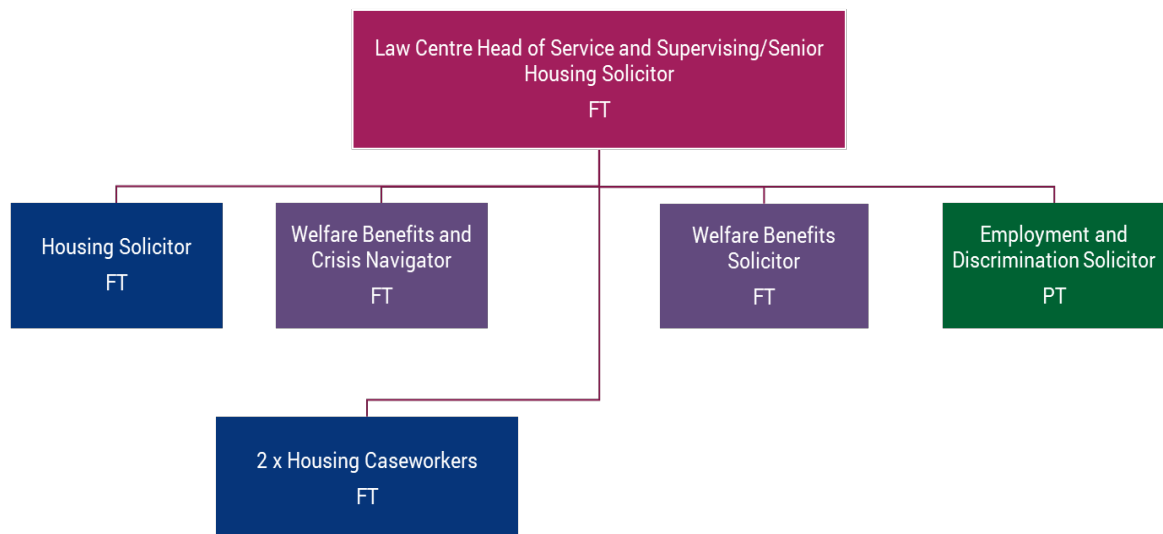 Law Centre Head of Service and Supervising/Senior
Housing Solicitor
FT
Housing Solicitor
FT
Welfare Benefits and
Crisis Navigator
FT
Welfare Benefits
Solicitor
FT
Employment and
Discrimination Solicitor
PT
2 x Housing Caseworkers
FT